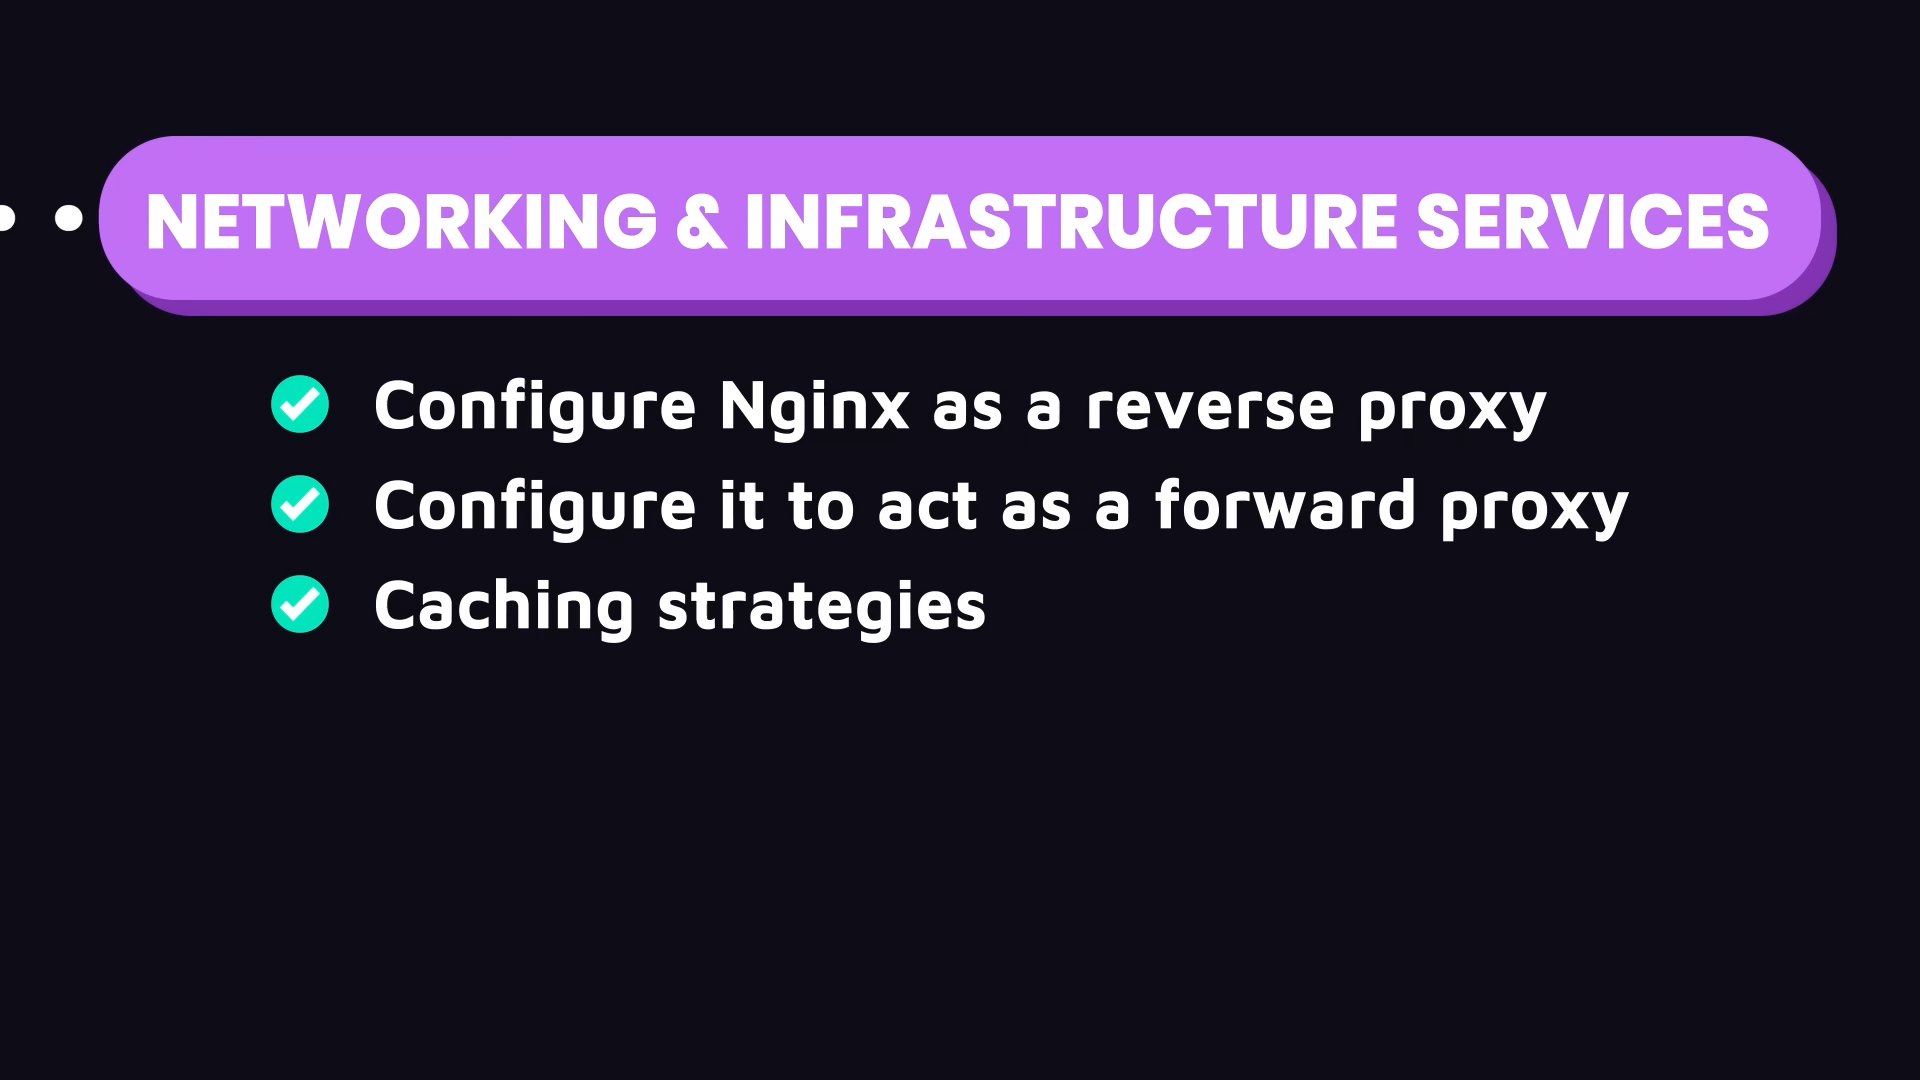 NETWORKING & INFRASTRUCTURE SERVICES
Configure Nginx as a reverse proxy
Configure it to act as a forward proxy
Caching strategies